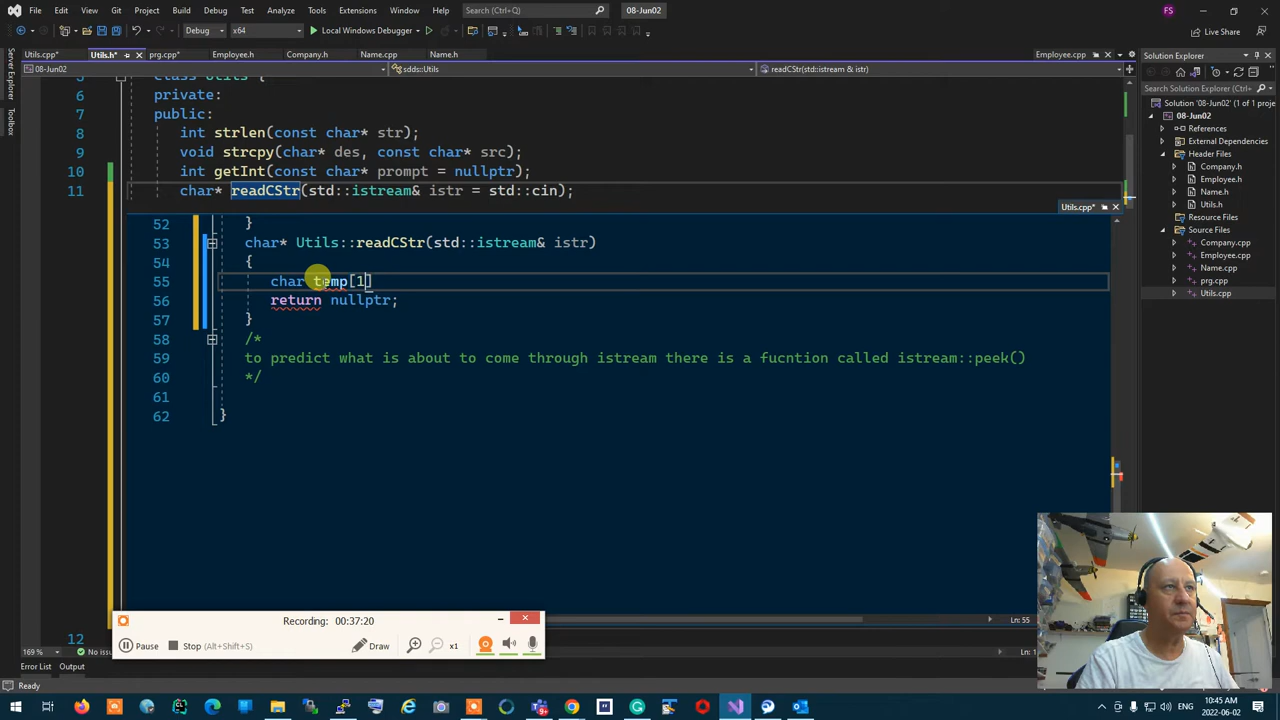 File Edit View Git Project Build Debug Test Analyze Tools Extensions Window Help Search (Ctrl+Q) 08-Jun02 FS
Debug x64 Local Windows Debugger Live Share
Utils.cpp* Utils.h* prg.cpp* Employee.h Company.h Name.cpp Name.h Employee.cpp* Solution Explorer
08-Jun02 sdds::Utils readCStr(std::istream & istr)
Server Explorer
Toolbox
Search Solution Explorer (Ctrl+;)
Solution '08-Jun02' (1 of 1 proje
08-Jun02
References
External Dependencies
Header Files
Company.h
Employee.h
Name.h
Utils.h
Resource Files
Source Files
Company.cpp
Employee.cpp
Name.cpp
prg.cpp
Utils.cpp
class Utils {
6 private:
7 public:
8 int strlen(const char* str);
9 void strcpy(char* des, const char* src);
10 int getInt(const char* prompt = nullptr);
11 char* readCStr(std::istream& istr = std::cin);
Utils.cpp*
52 }
53 char* Utils::readCStr(std::istream& istr)
54 {
55 char temp[1]
56 return nullptr;
57 }
58 /*
59 to predict what is about to come through istream there is a fucntion called istream::peek()
60 */
61
62 }
Recording: 00:37:20
Pause Stop (Alt+Shift+S) Draw x1
Ln: 55
12
169 % No issu
Error List Output
Ready
10:45 AM
ENG 2022-06-02